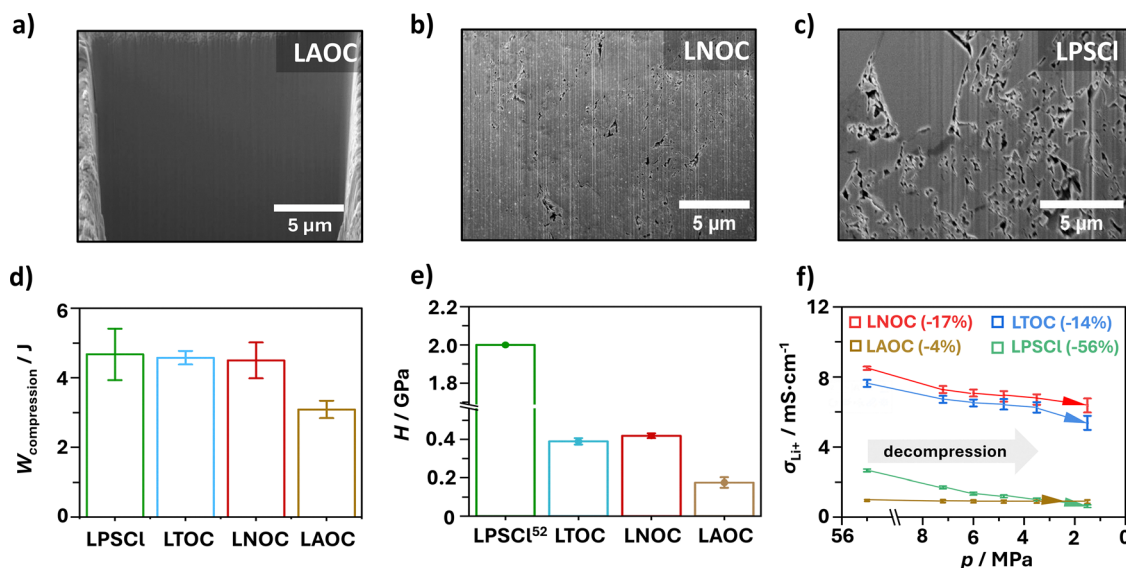 a)
LAOC
5 µm
b)
LNOC
5 µm
c)
LPSCl
5 µm
d)
W_compression / J
6
4
2
0
LPSCl LTOC LNOC LAOC
e)
H / GPa
2.2
2.0
1.8
0.4
0.2
0
LPSCl⁵² LTOC LNOC LAOC
f)
σ_Li+ / mS·cm⁻¹
12
8
4
0
LNOC (-17%) LTOC (-14%)
LAOC (-4%) LPSCl (-56%)
decompression
56 8 6 4 2 0
p / MPa